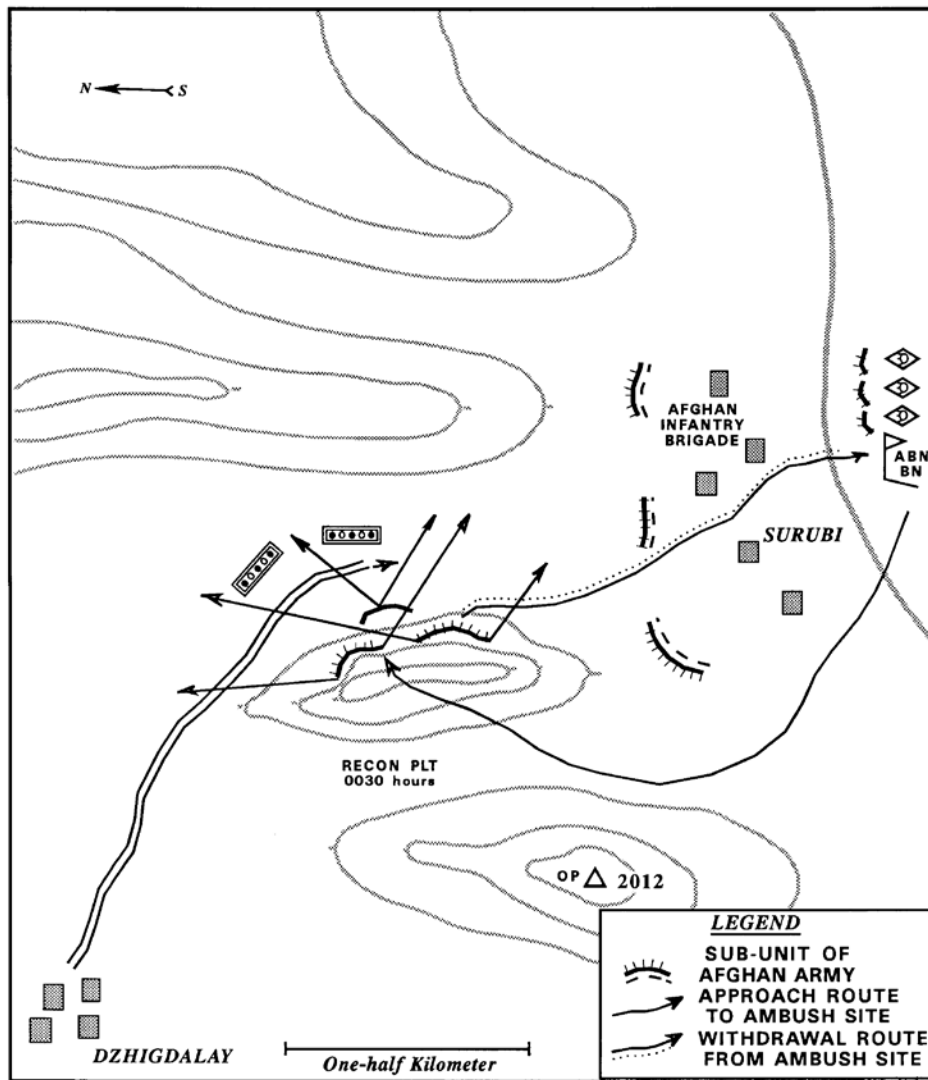 N S
AFGHAN
INFANTRY
BRIGADE
ABN
BN
SURUBI
RECON PLT
0030 hours
OP 2012
DZHIGDALAY
One-half Kilometer
LEGEND
SUB-UNIT OF
AFGHAN ARMY
APPROACH ROUTE
TO AMBUSH SITE
WITHDRAWAL ROUTE
FROM AMBUSH SITE